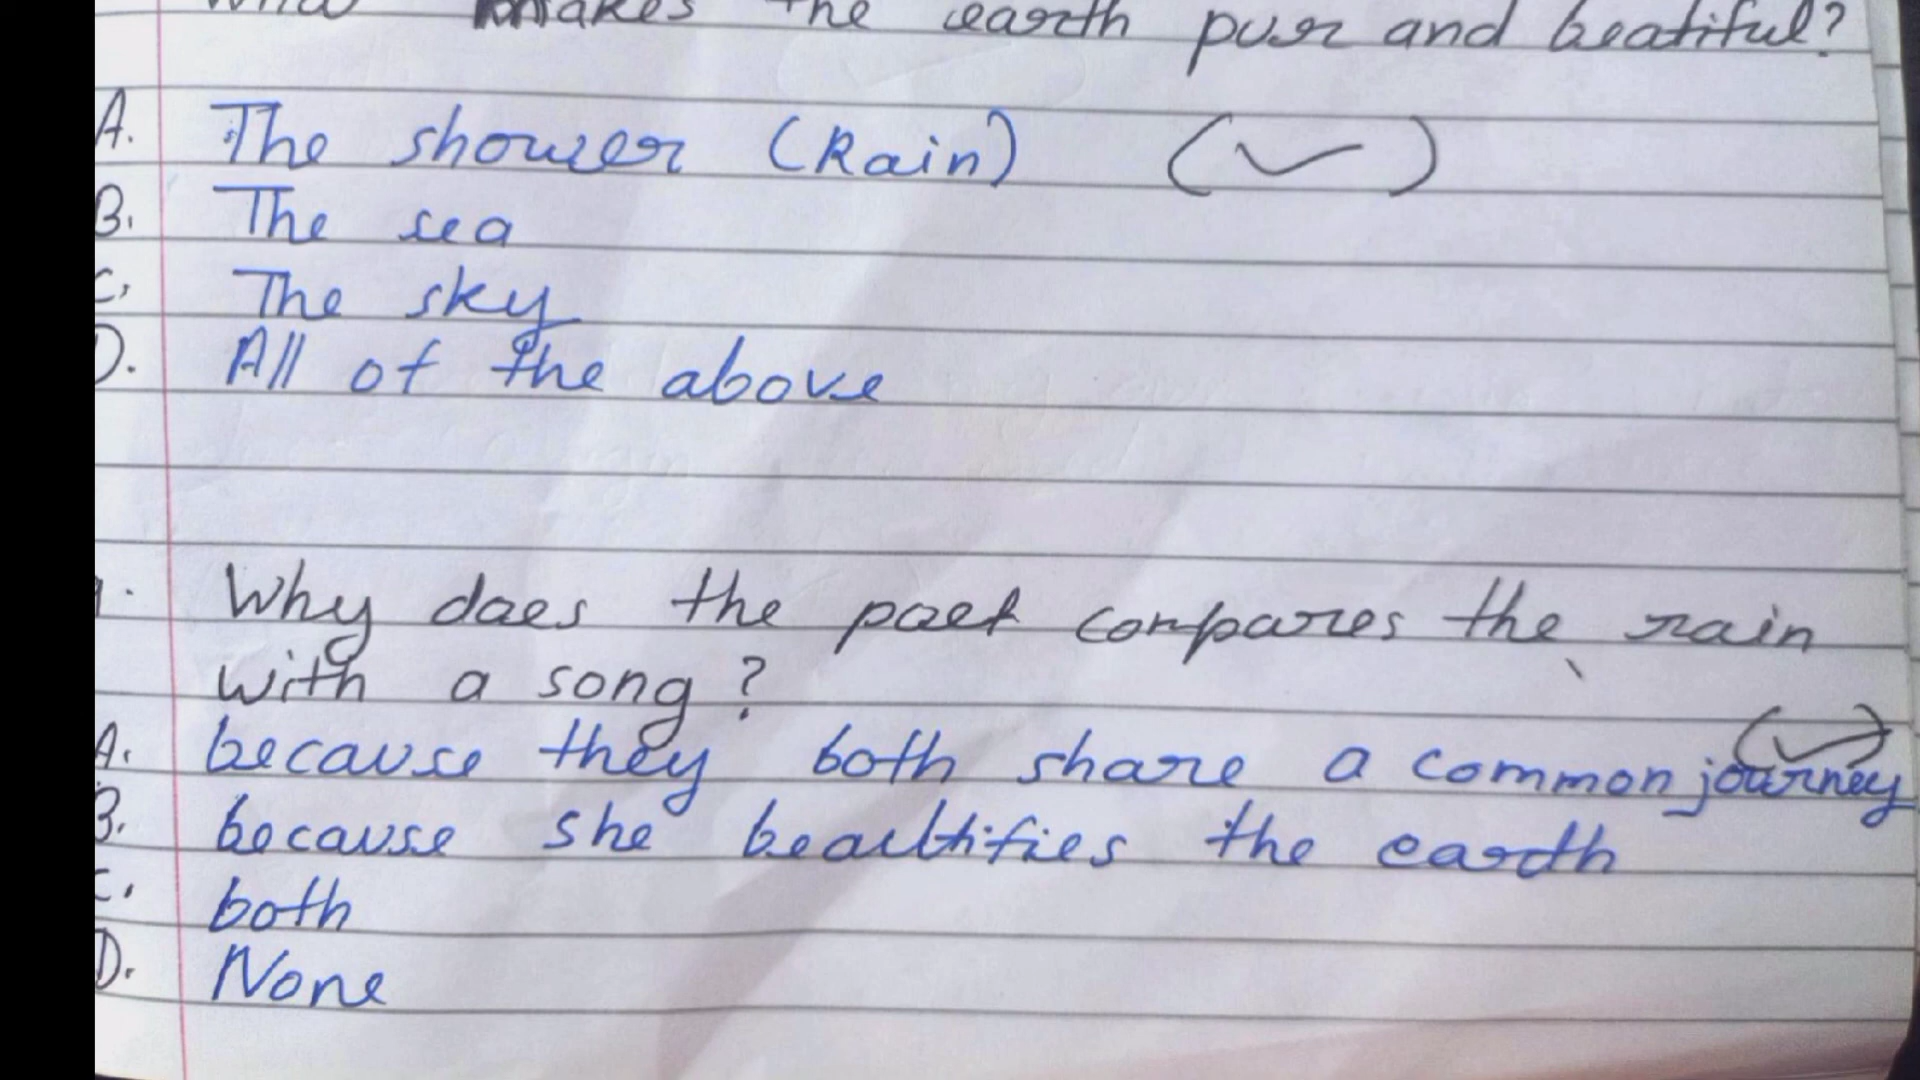 What makes the earth pur and beatiful?
A. The shower (Rain) (✓)
B. The sea
C. The sky
D. All of the above
Why does the poet compares the rain
with a song?
(✓)
A. because they both share a common journey
B. because she beautifies the earth
C. both
D. None